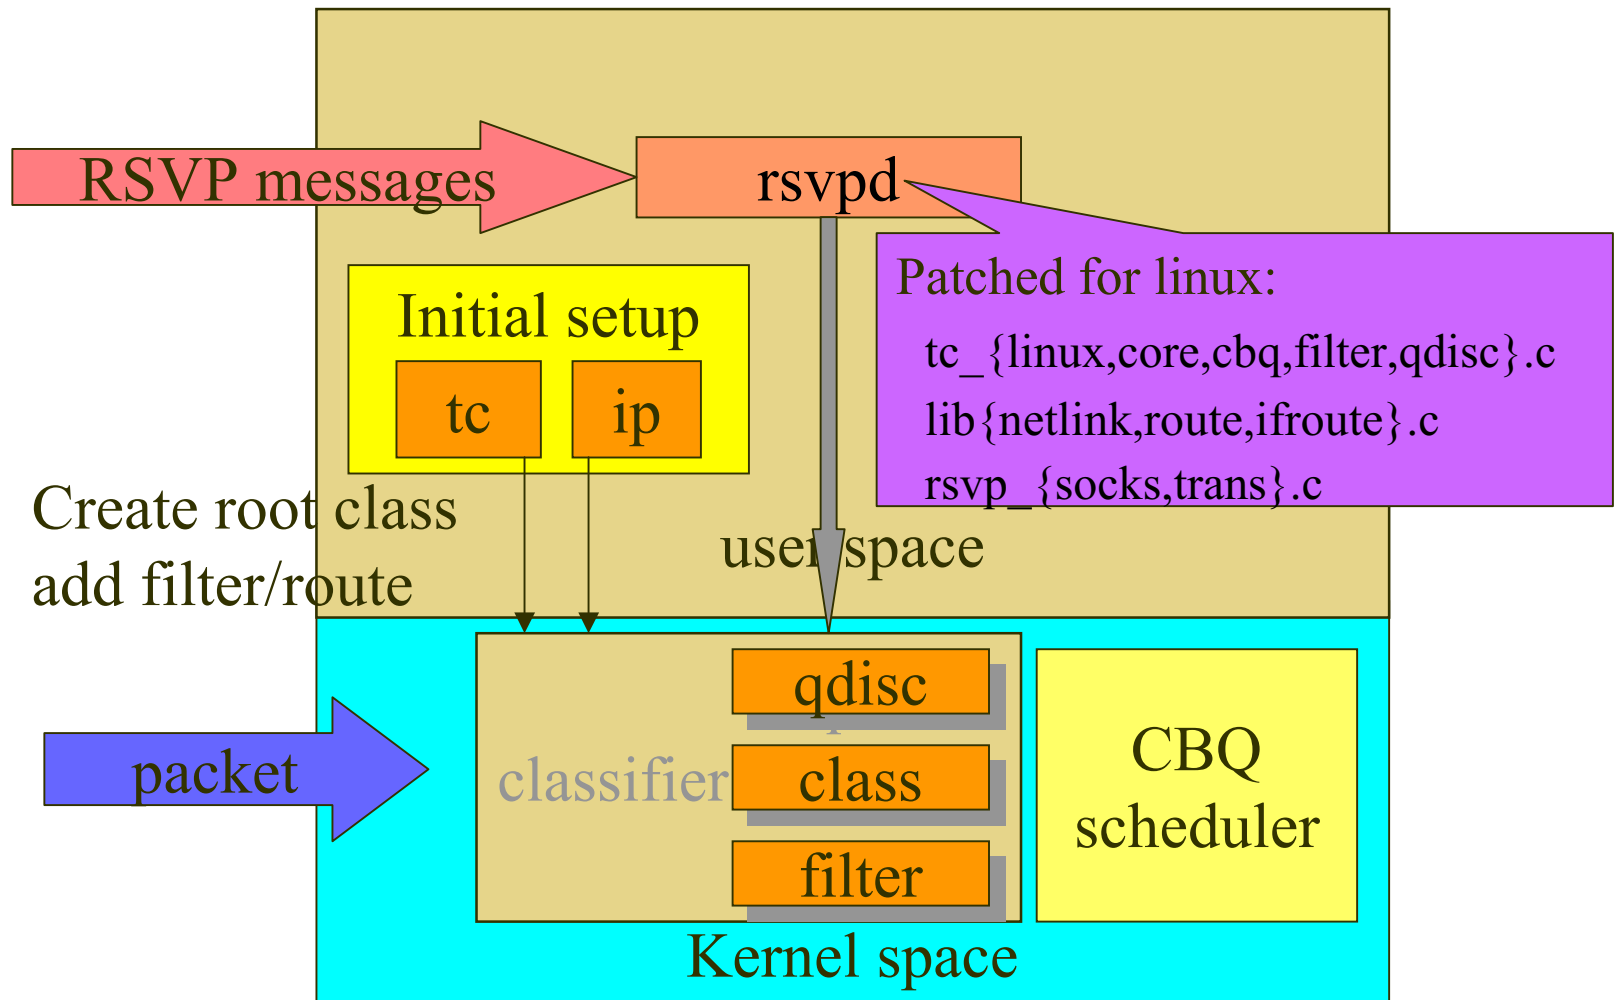 RSVP messages
rsvpd
Patched for linux:
tc_{linux,core,cbq,filter,qdisc}.c
lib{netlink,route,ifroute}.c
rsvp_{socks,trans}.c
Initial setup
tc
ip
Create root class
add filter/route
user space
qdisc
packet
classifier
class
CBQ
scheduler
filter
Kernel space